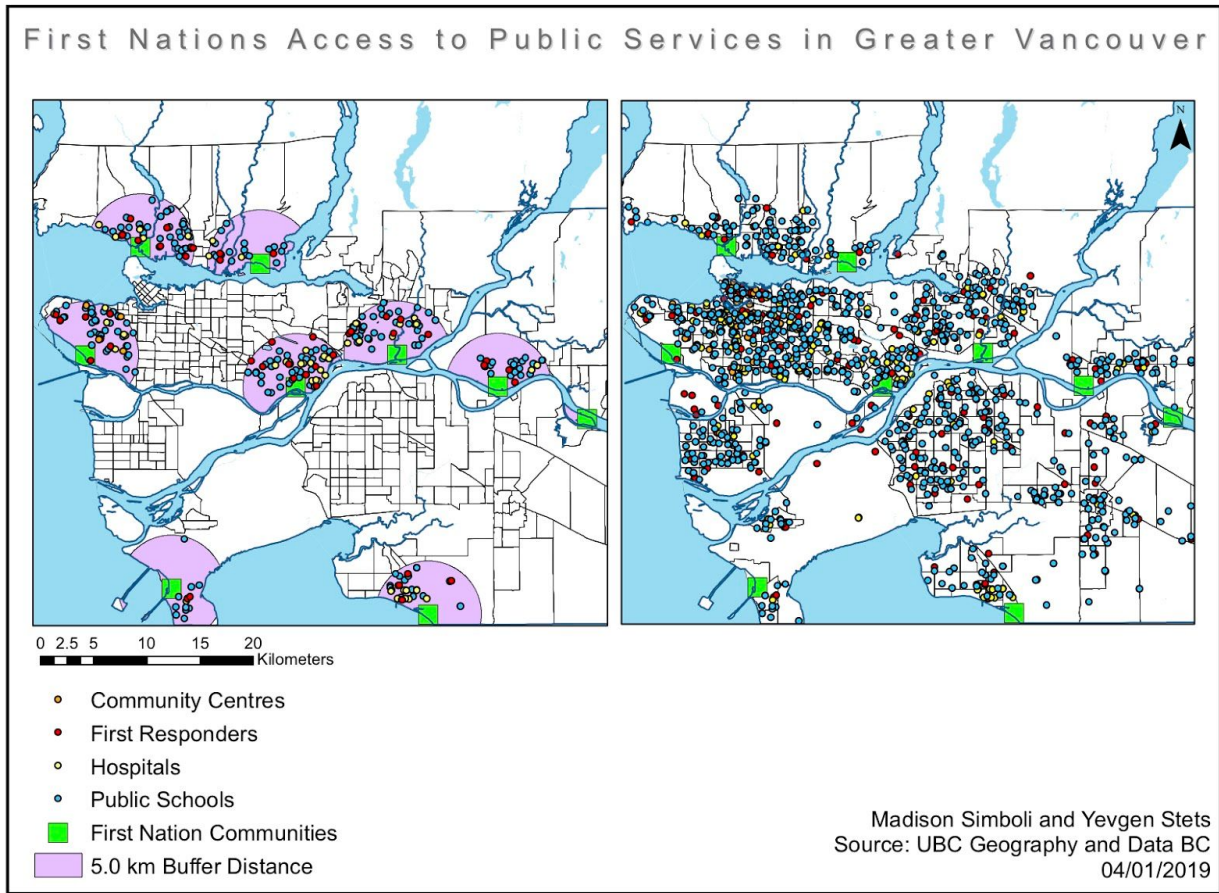 First Nations Access to Public Services in Greater Vancouver
N
0 2.5 5 10 15 20
Kilometers
Community Centres
First Responders
Hospitals
Public Schools
First Nation Communities
5.0 km Buffer Distance
Madison Simboli and Yevgen Stets
Source: UBC Geography and Data BC
04/01/2019